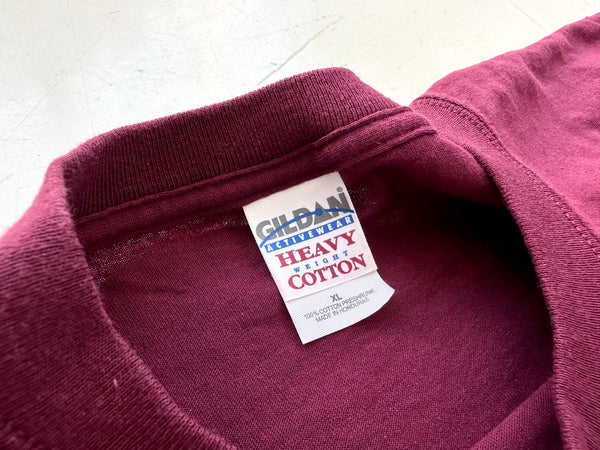 GILDAN®
ACTIVEWEAR
HEAVY
WEIGHT
COTTON
XL
100% COTTON PRESHRUNK
MADE IN HONDURAS